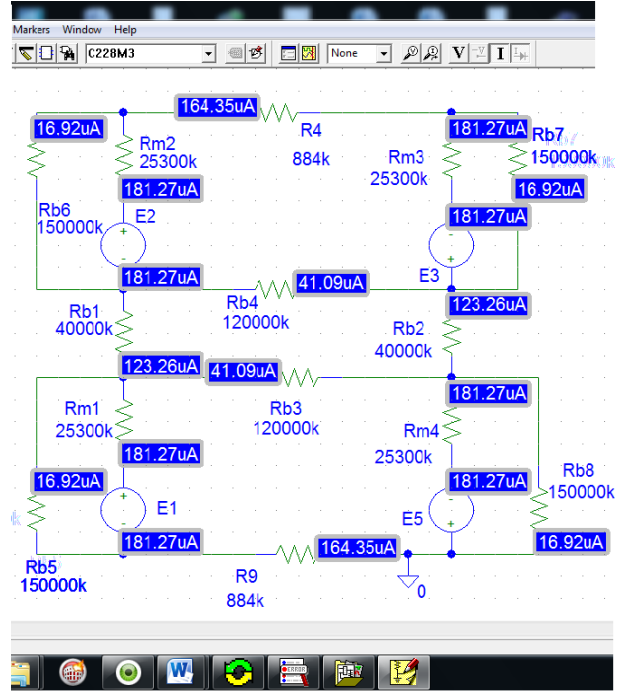 Markers Window Help
C228M3
None
V
I
164.35uA
16.92uA
181.27uA
Rb7
R4
Rm2
25300k
884k
Rm3
25300k
150000k
181.27uA
16.92uA
Rb6
150000k
E2
181.27uA
+
-
-
+
181.27uA
41.09uA
E3
Rb1
40000k
Rb4
120000k
123.26uA
Rb2
40000k
123.26uA
41.09uA
181.27uA
Rm1
25300k
Rb3
120000k
Rm4
25300k
181.27uA
16.92uA
181.27uA
Rb8
150000k
+
-
E1
E5
-
+
181.27uA
164.35uA
16.92uA
Rb5
150000k
R9
884k
0
W
ERROR